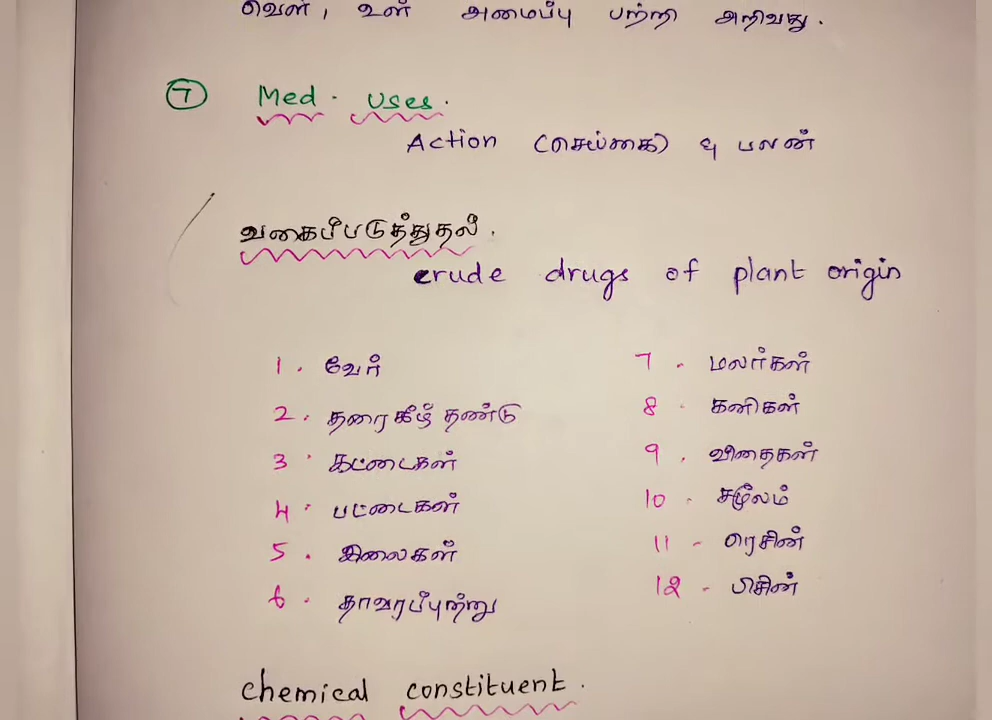 வெளி, உள் அமைப்பு பற்றி அறிவது.
7 Med. Uses.
Action (செய்கை) & பலன்
வகைப்படுத்துதல்.
crude drugs of plant origin
1. வேர்
2. தரைகீழ் தண்டு
3. கட்டைகள்
4. பட்டைகள்
5. இலைகள்
6. தாவரப்புற்று
7. மலர்கள்
8. கனிகள்
9. விதைகள்
10. சமூலம்
11 - ரெசின்
12 - பிசின்
chemical constituent.